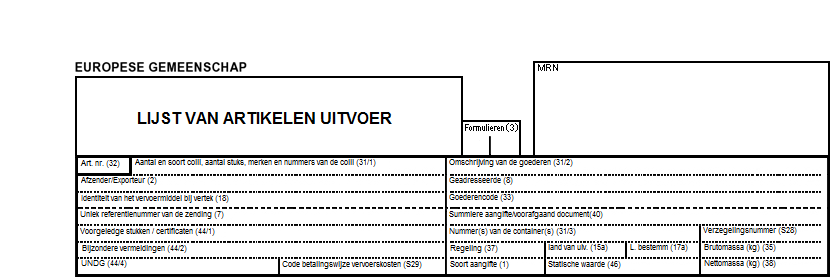 EUROPESE GEMEENSCHAP
MRN
LIJST VAN ARTIKELEN UITVOER
Formulieren (3)
Art. nr. (32) Aantal en soort colli, aantal stuks, merken en nummers van de colli (31/1) Omschrijving van de goederen (31/2)
Afzender/Exporteur (2) Geadresseerde (8)
Identiteit van het vervoermiddel bij vertek (18) Goederencode (33)
Uniek referentienummer van de zending (7) Summiere aangifte/voorafgaand document(40)
Voorgelegde stukken / certificaten (44/1) Nummer(s) van de container(s) (31/3) Verzegelingsnummer (S28)
Bijzondere vermeldingen (44/2) Regeling (37) land van uiv. (15a) L. bestemm (17a) Brutomassa (kg) (35)
UNDG (44/4) Code betalingswijze vervoerskosten (S29) Soort aangifte (1) Statische waarde (46) Nettomassa (kg) (38)